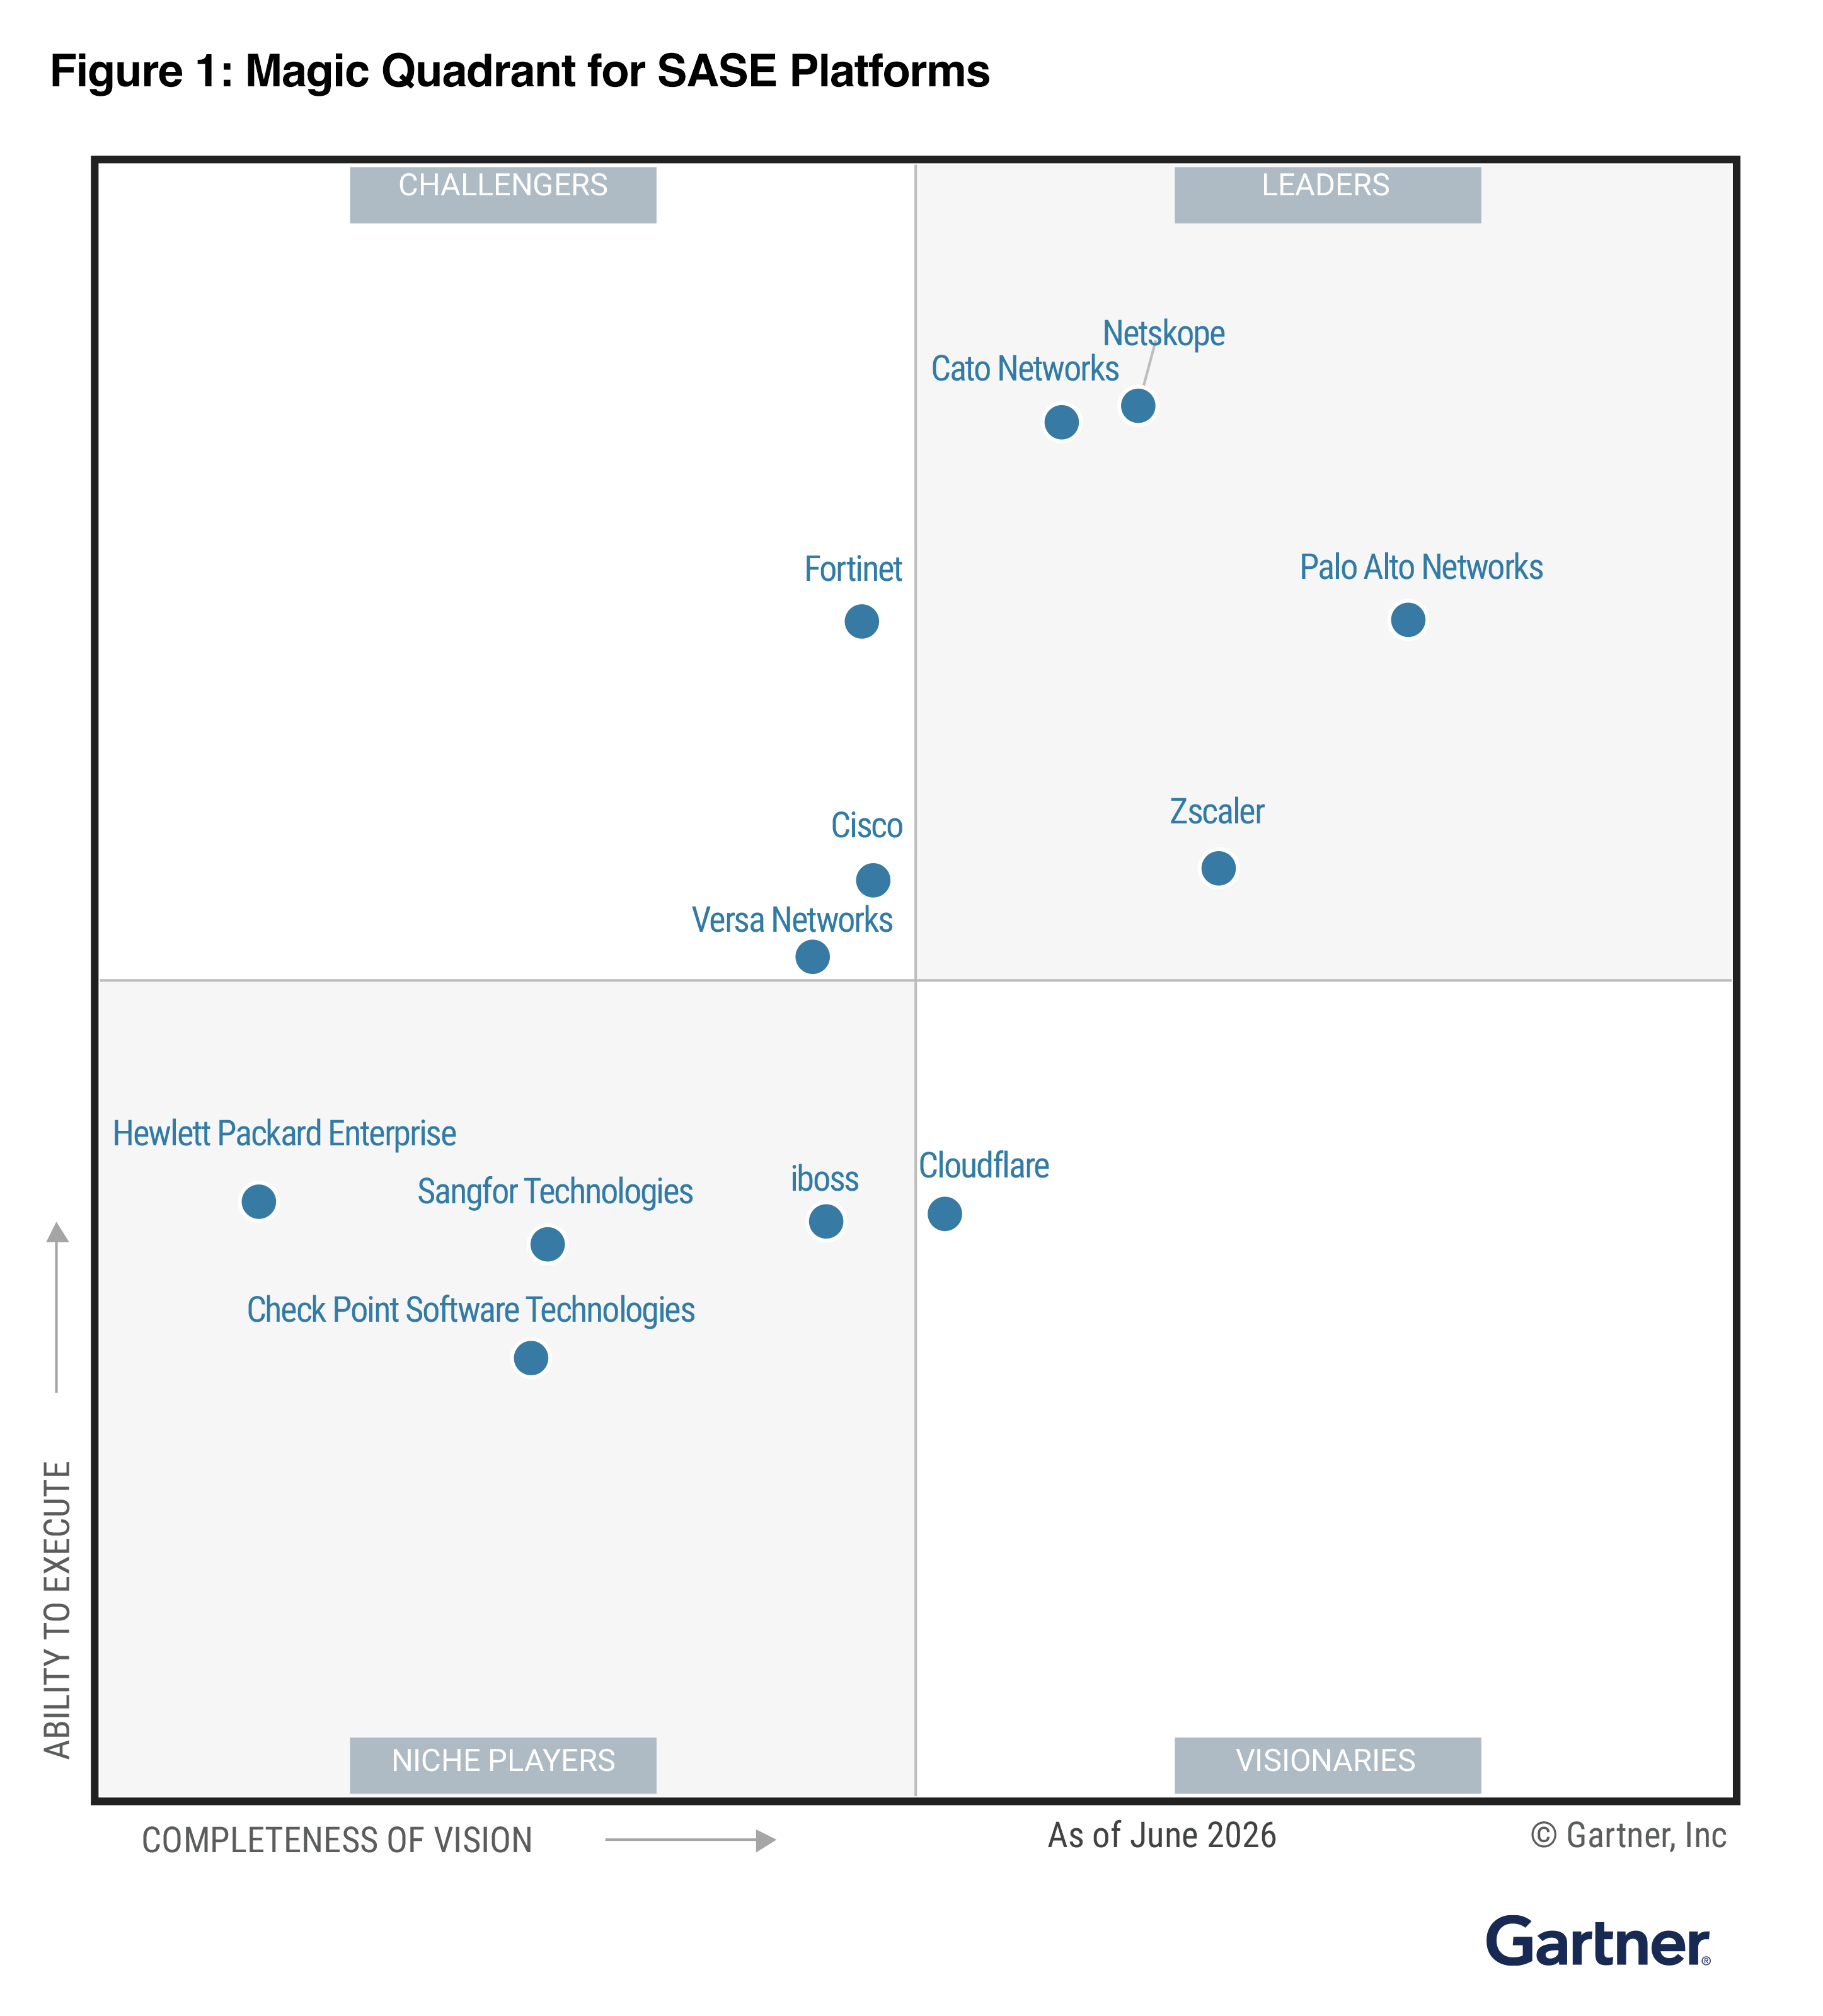 Figure 1: Magic Quadrant for SASE Platforms
CHALLENGERS
LEADERS
Netskope
Cato Networks
Fortinet
Palo Alto Networks
Cisco
Zscaler
Versa Networks
Hewlett Packard Enterprise
Sangfor Technologies
iboss
Cloudflare
Check Point Software Technologies
ABILITY TO EXECUTE
NICHE PLAYERS
VISIONARIES
COMPLETENESS OF VISION
As of June 2026
© Gartner, Inc
Gartner®